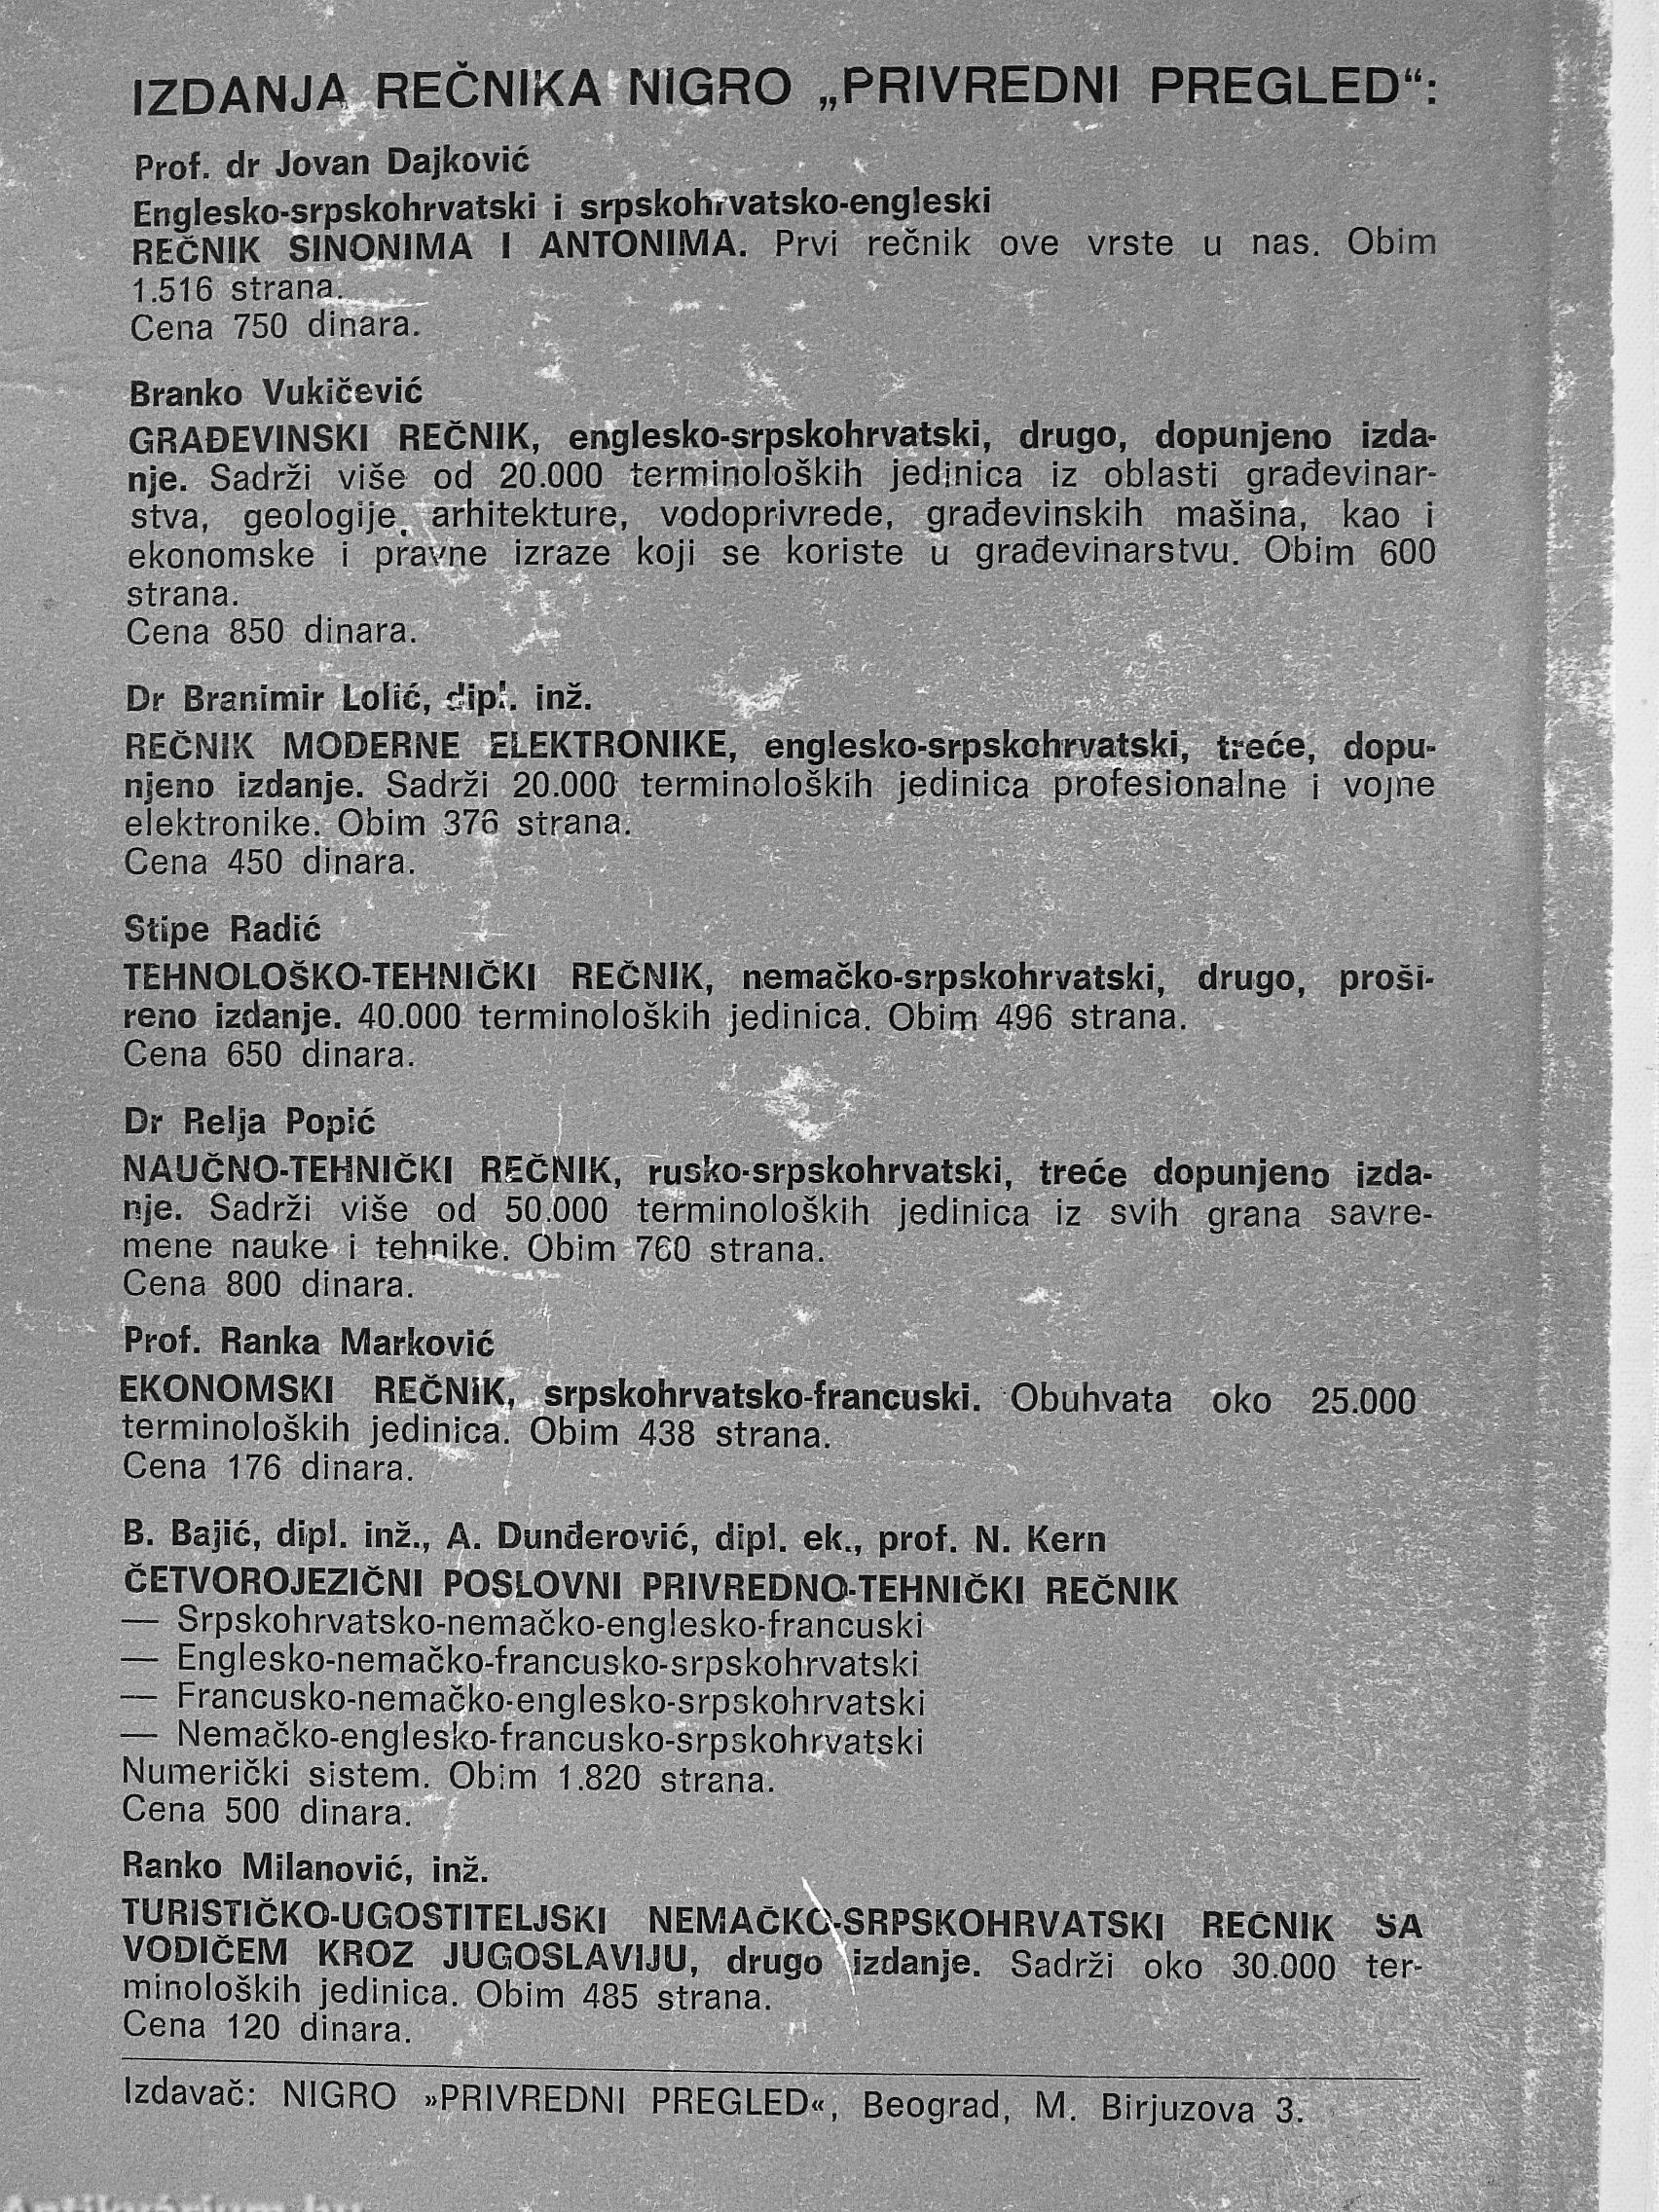 IZDANJA REČNIKA NIGRO „PRIVREDNI PREGLED“:
Prof. dr Jovan Dajković
Englesko-srpskohrvatski i srpskohrvatsko-engleski
REČNIK SINONIMA I ANTONIMA. Prvi rečnik ove vrste u nas. Obim
1.516 strana.
Cena 750 dinara.
Branko Vukičević
GRAĐEVINSKI REČNIK, englesko-srpskohrvatski, drugo, dopunjeno izda-
nje. Sadrži više od 20.000 terminoloških jedinica iz oblasti građevinar-
stva, geologije, arhitekture, vodoprivrede, građevinskih mašina, kao i
ekonomske i pravne izraze koji se koriste u građevinarstvu. Obim 600
strana.
Cena 850 dinara.
Dr Branimir Lolić, dipl. inž.
REČNIK MODERNE ELEKTRONIKE, englesko-srpskohrvatski, treće, dopu-
njeno izdanje. Sadrži 20.000 terminoloških jedinica profesionalne i vojne
elektronike. Obim 376 strana.
Cena 450 dinara.
Stipe Radić
TEHNOLOŠKO-TEHNIČKI REČNIK, nemačko-srpskohrvatski, drugo, proši-
reno izdanje. 40.000 terminoloških jedinica. Obim 496 strana.
Cena 650 dinara.
Dr Relja Popić
NAUČNO-TEHNIČKI REČNIK, rusko-srpskohrvatski, treće dopunjeno izda-
nje. Sadrži više od 50.000 terminoloških jedinica iz svih grana savre-
mene nauke i tehnike. Obim 760 strana.
Cena 800 dinara.
Prof. Ranka Marković
EKONOMSKI REČNIK, srpskohrvatsko-francuski. Obuhvata oko 25.000
terminoloških jedinica. Obim 438 strana.
Cena 176 dinara.
B. Bajić, dipl. inž., A. Dunđerović, dipl. ek., prof. N. Kern
ČETVOROJEZIČNI POSLOVNI PRIVREDNO-TEHNIČKI REČNIK
— Srpskohrvatsko-nemačko-englesko-francuski
— Englesko-nemačko-francusko-srpskohrvatski
— Francusko-nemačko-englesko-srpskohrvatski
— Nemačko-englesko-francusko-srpskohrvatski
Numerički sistem. Obim 1.820 strana.
Cena 500 dinara.
Ranko Milanović, inž.
TURISTIČKO-UGOSTITELJSKI NEMAČKO-SRPSKOHRVATSKI REČNIK SA
VODIČEM KROZ JUGOSLAVIJU, drugo izdanje. Sadrži oko 30.000 ter-
minoloških jedinica. Obim 485 strana.
Cena 120 dinara.
Izdavač: NIGRO »PRIVREDNI PREGLED«, Beograd, M. Birjuzova 3.